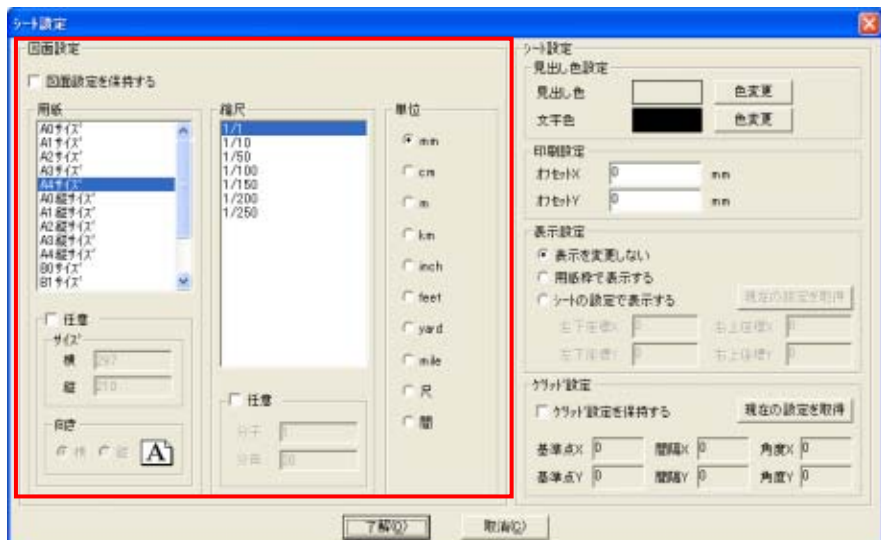 シート設定
図面設定
図面設定を保持する
用紙
A0サイズ
A1サイズ
A2サイズ
A3サイズ
A4サイズ
A0縦サイズ
A1縦サイズ
A2縦サイズ
A3縦サイズ
A4縦サイズ
B0サイズ
B1サイズ
任意
サイズ
横 297
縦 210
向き
横 縦 A
縮尺
1/1
1/10
1/50
1/100
1/150
1/200
1/250
任意
分子
分母
単位
mm
cm
m
km
inch
feet
yard
mile
尺
間
シート設定
見出し色設定
見出し色 色変更
文字色 色変更
印刷設定
オフセットX 0 mm
オフセットY 0 mm
表示設定
表示を変更しない
用紙枠で表示する
シートの設定で表示する 現在の設定を取得
左下座標X 0 右上座標X 0
左下座標Y 0 右上座標Y 0
グリッド設定
グリッド設定を保持する 現在の設定を取得
基準点X 0 間隔X 0 角度X 0
基準点Y 0 間隔Y 0 角度Y 0
了解(O) 取消(C)